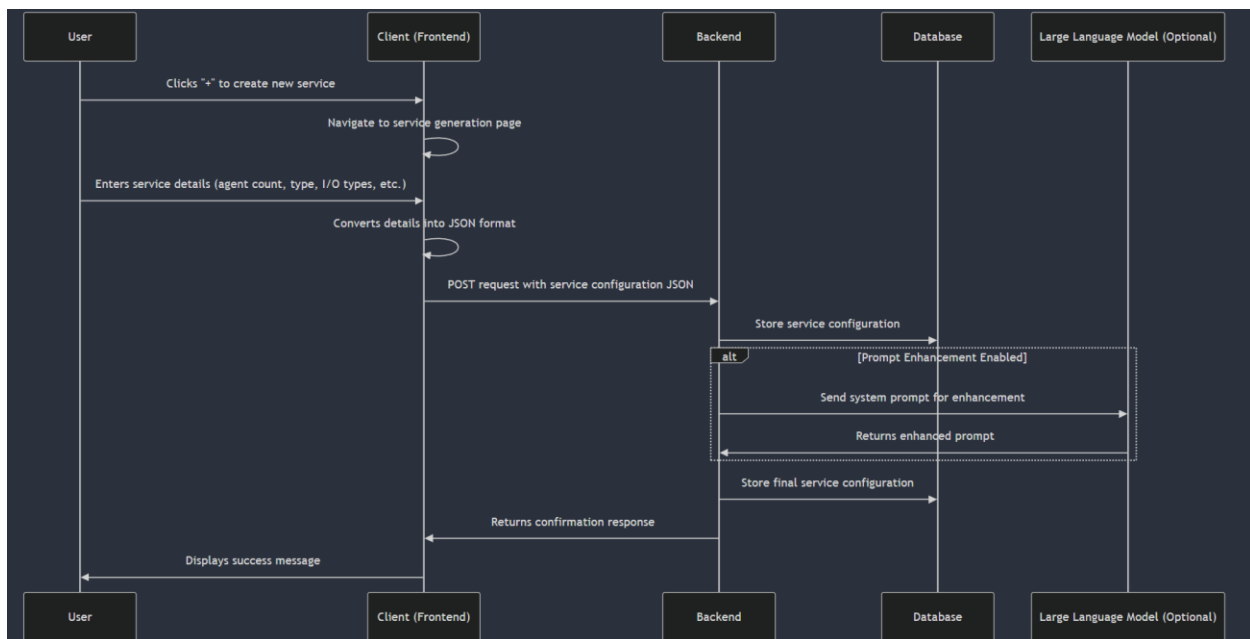 User
Client (Frontend)
Backend
Database
Large Language Model (Optional)
Clicks "+" to create new service
Navigate to service generation page
Enters service details (agent count, type, I/O types, etc.)
Converts details into JSON format
POST request with service configuration JSON
Store service configuration
alt
[Prompt Enhancement Enabled]
Send system prompt for enhancement
Returns enhanced prompt
Store final service configuration
Returns confirmation response
Displays success message
User
Client (Frontend)
Backend
Database
Large Language Model (Optional)